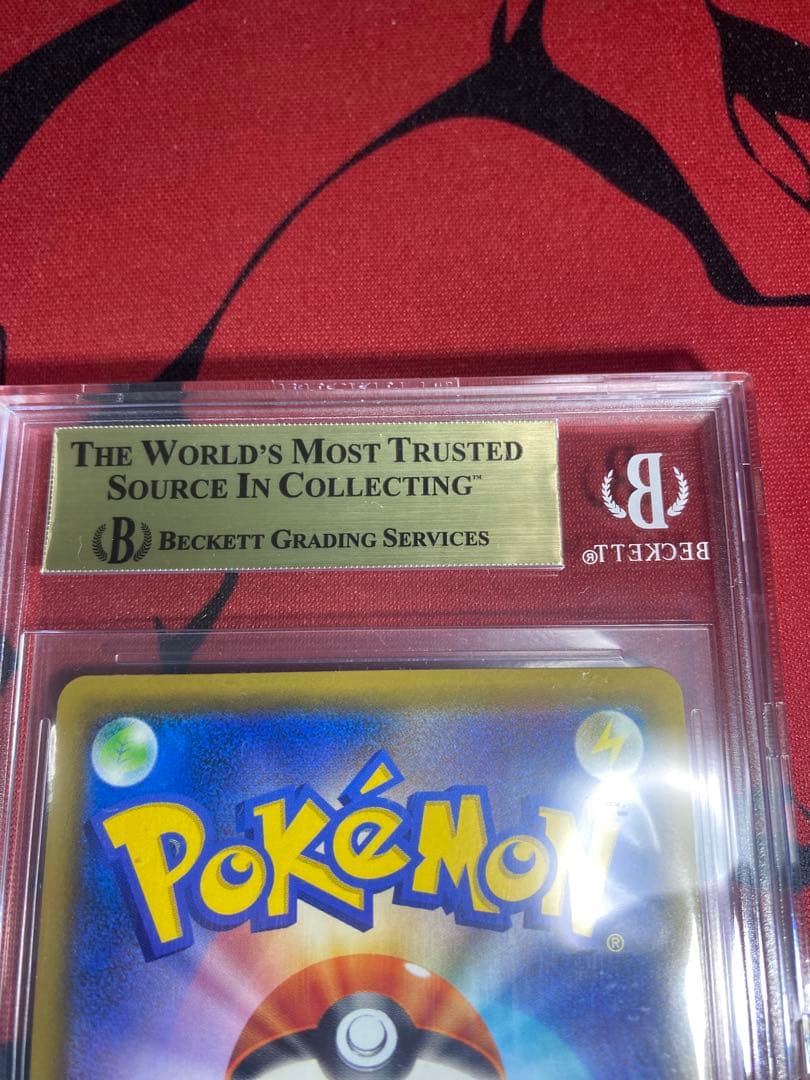 THE WORLD'S MOST TRUSTED
SOURCE IN COLLECTING™
B BECKETT GRADING SERVICES
B
BECKETT®
POKÉMON
®